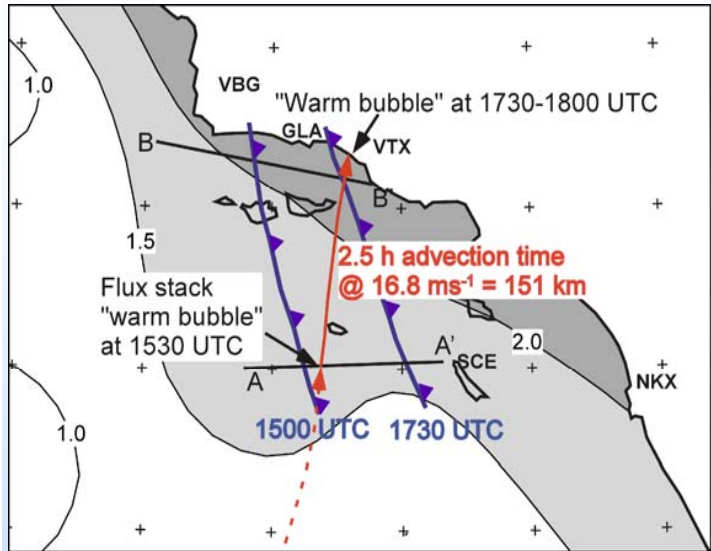 1.0
VBG
"Warm bubble" at 1730-1800 UTC
GLA
VTX
B
B'
1.5
2.5 h advection time
@ 16.8 ms-1 = 151 km
Flux stack
"warm bubble"
at 1530 UTC
A
A'
SCE
2.0
NKX
1500 UTC
1730 UTC
1.0